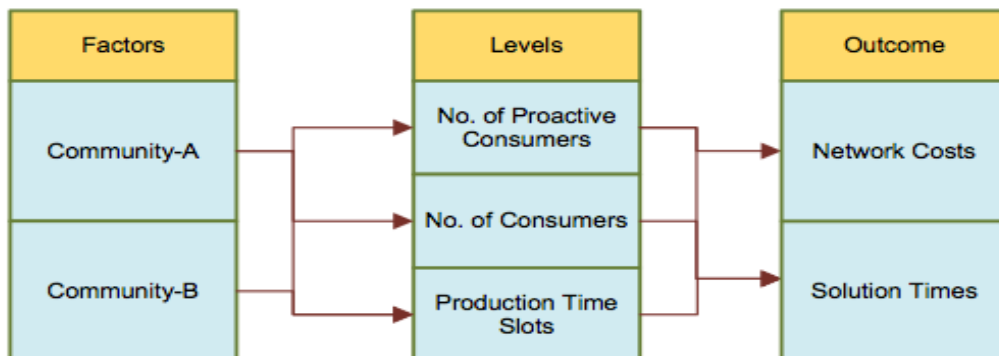 Factors
Community-A
Community-B
Levels
No. of Proactive
Consumers
No. of Consumers
Production Time
Slots
Outcome
Network Costs
Solution Times